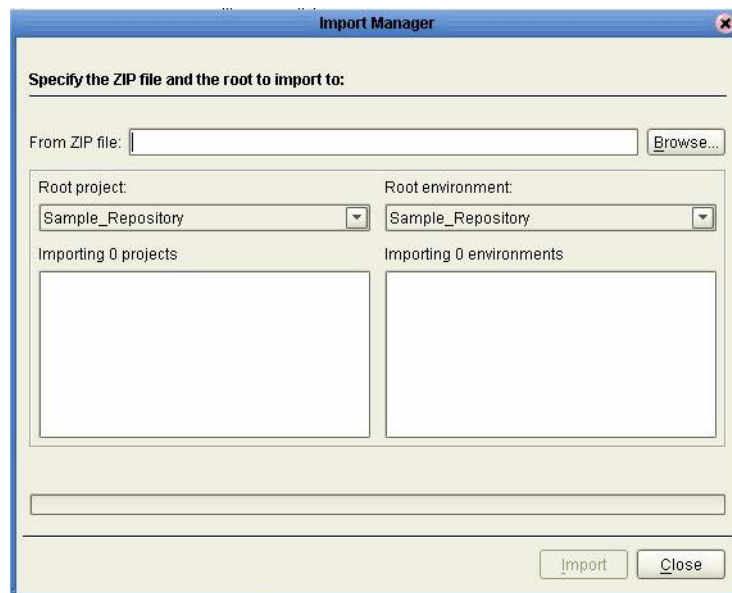 Import Manager
Specify the ZIP file and the root to import to:
From ZIP file:
Browse...
Root project:
Root environment:
Sample_Repository
Sample_Repository
Importing 0 projects
Importing 0 environments
Import
Close